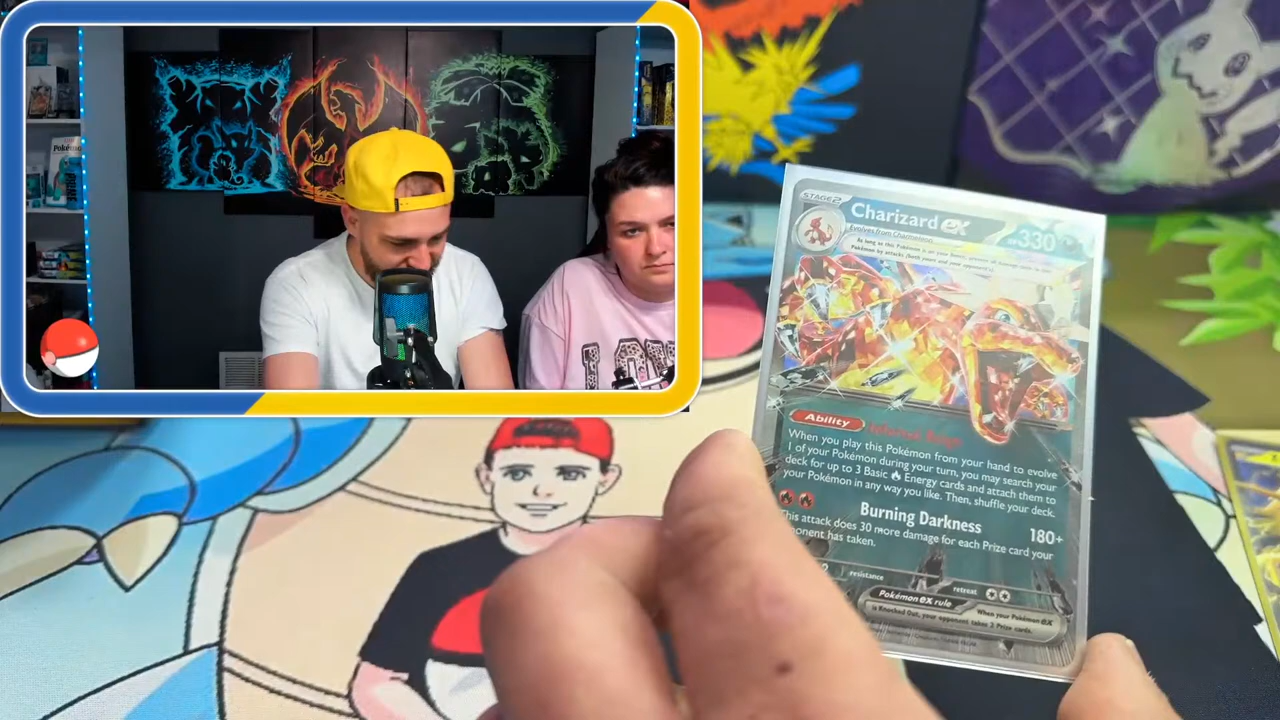 Poké
STAGE 2
Charizard ex
330
Evolves from Charmeleon
Ability
When you play this Pokémon from your hand to evolve
1 of your Pokémon during your turn, you may search your
deck for up to 3 Basic Energy cards and attach them to
your Pokémon in any way you like. Then, shuffle your deck.
Burning Darkness 180+
This attack does 30 more damage for each Prize card your
ponent has taken.
resistance
retreat
Pokémon ex rule
When your Pokémon ex
is Knocked Out, your opponent takes 2 Prize cards.